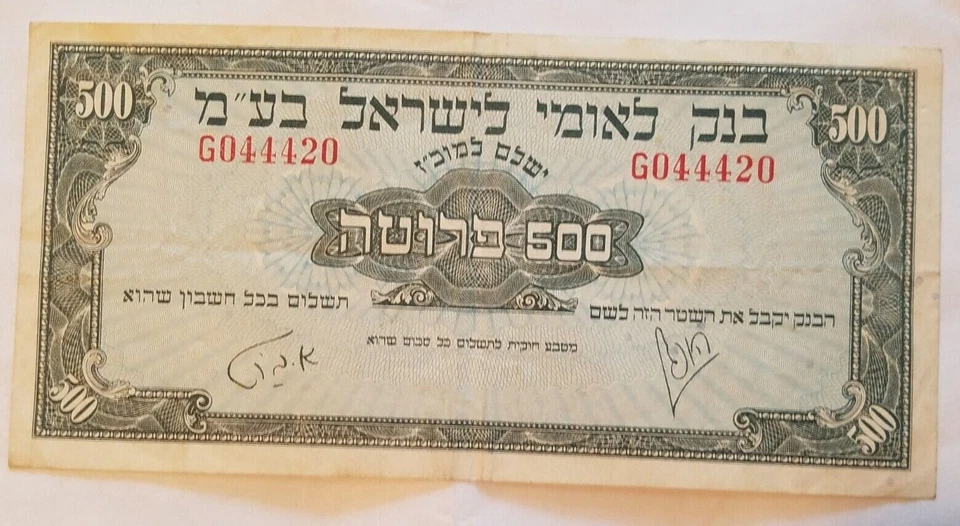 500 500
בנק לאומי לישראל בע״מ
G044420 G044420
ישלם למוכ״ז
500 פרוטה
הבנק יקבל את השטר הזה לשם תשלום בכל חשבון שהוא
מטבע חוקית לתשלום כל סכום שהוא
500 500